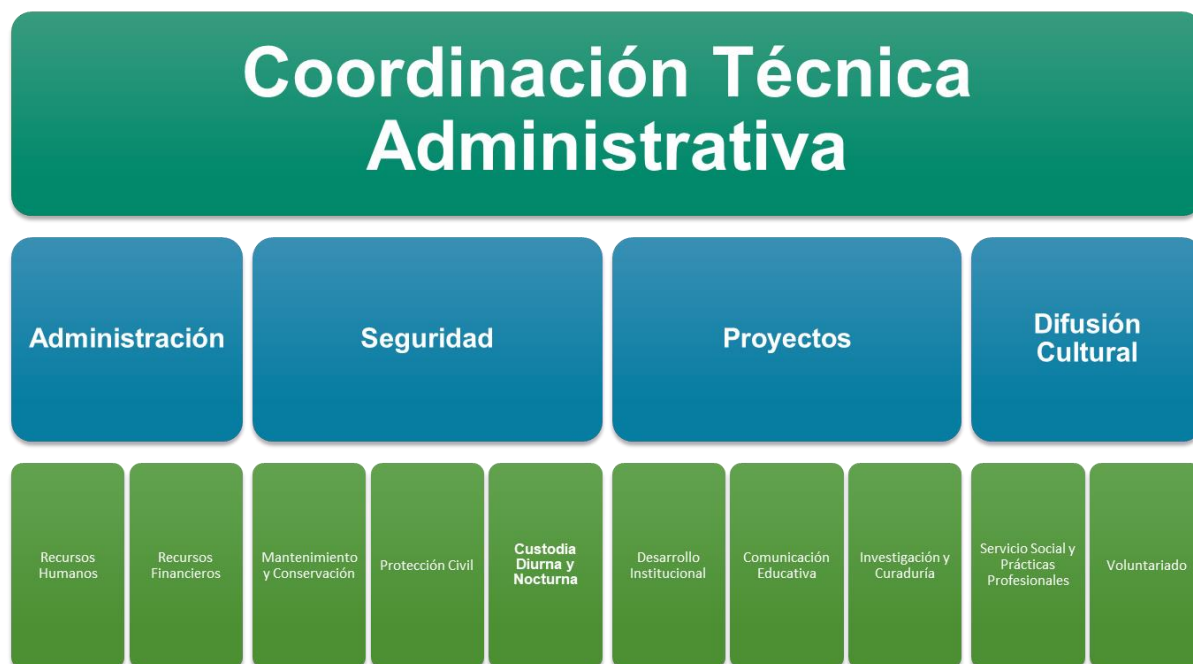 Coordinación Técnica
Administrativa
Administración
Seguridad
Proyectos
Difusión
Cultural
Recursos
Humanos
Recursos
Financieros
Mantenimiento
y Conservación
Protección Civil
Custodia
Diurna y
Nocturna
Desarrollo
Institucional
Comunicación
Educativa
Investigación y
Curaduría
Servicio Social y
Prácticas
Profesionales
Voluntariado